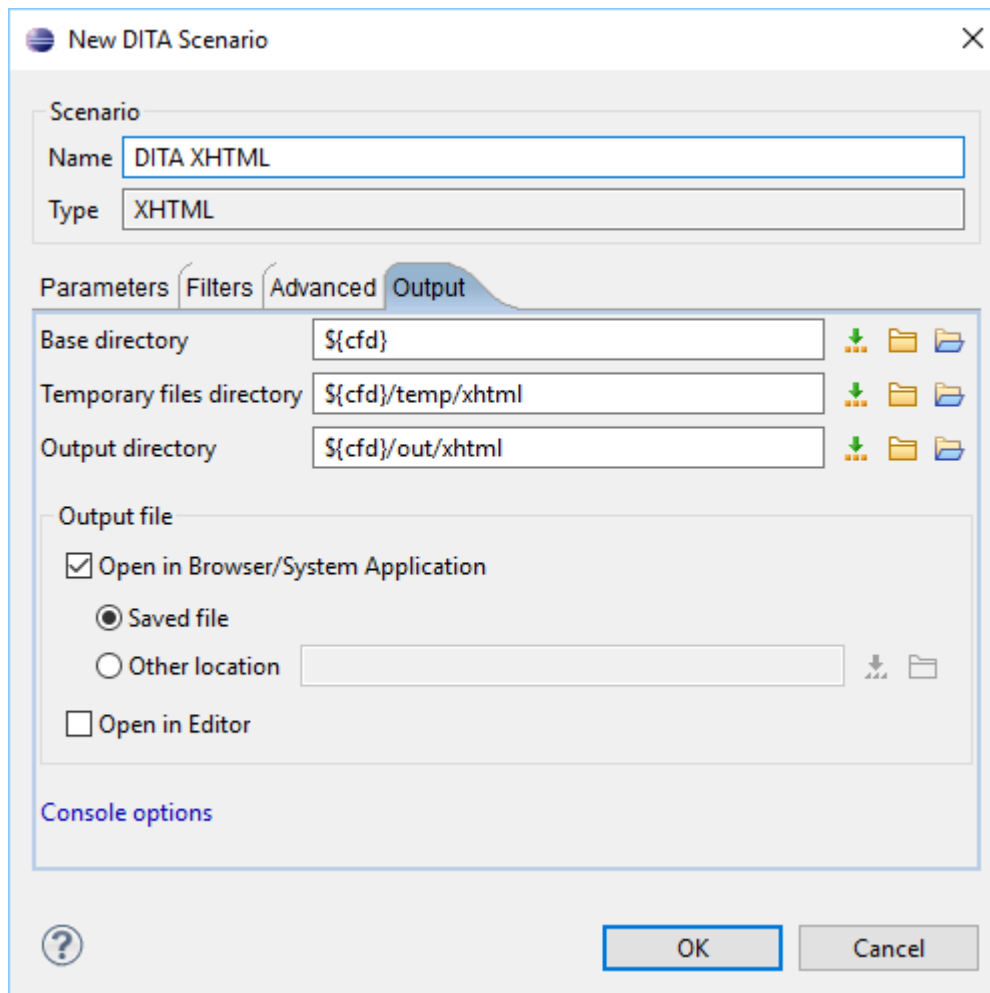 New DITA Scenario
Scenario
Name DITA XHTML
Type XHTML
Parameters Filters Advanced Output
Base directory ${cfd}
Temporary files directory ${cfd}/temp/xhtml
Output directory ${cfd}/out/xhtml
Output file
Open in Browser/System Application
Saved file
Other location
Open in Editor
Console options
? OK Cancel